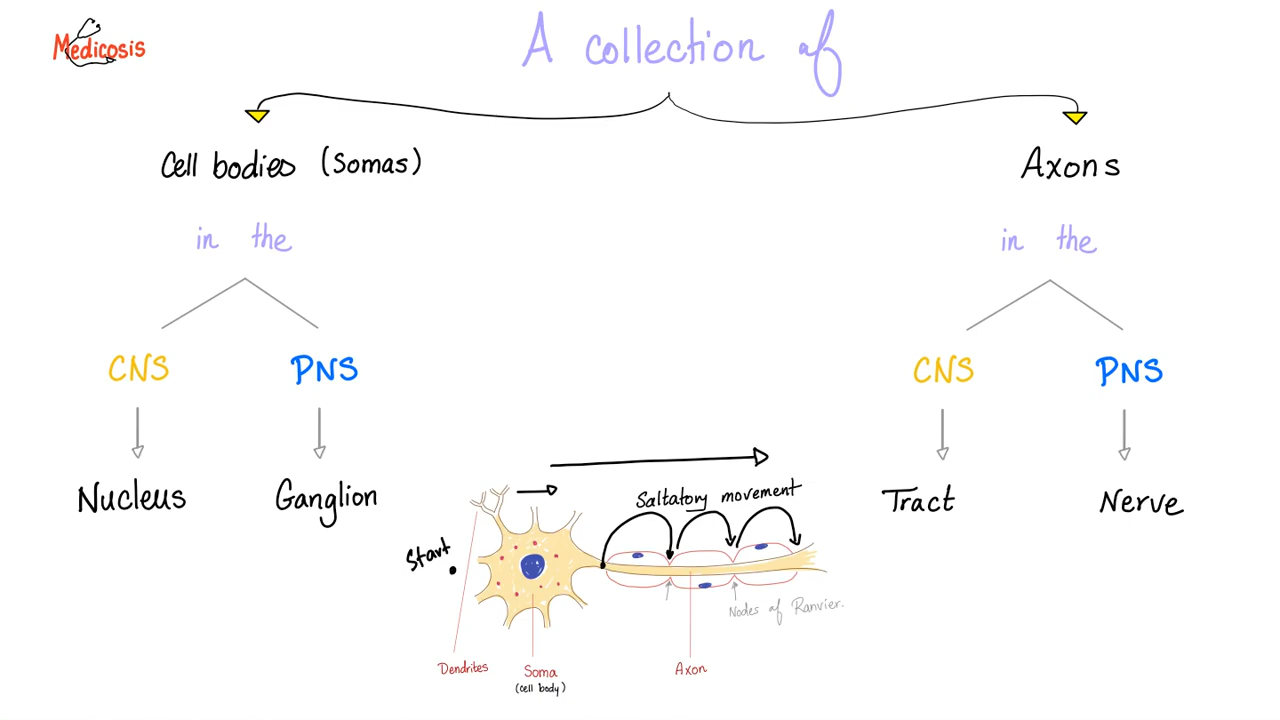 Medicosis
A collection of
Cell bodies (Somas)
Axons
in the
in the
CNS
PNS
CNS
PNS
Nucleus
Ganglion
Saltatory movement
Tract
Nerve
Start
Nodes of Ranvier.
Dendrites
Soma
(cell body)
Axon